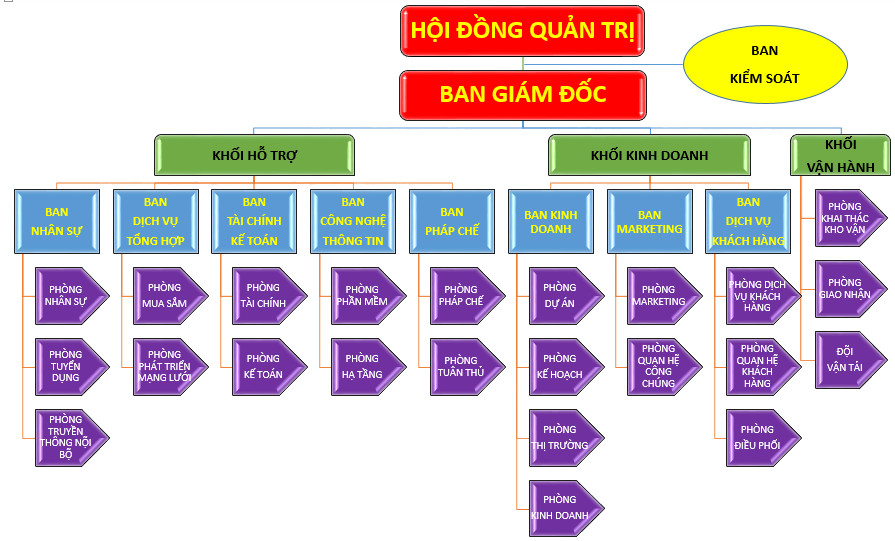 HỘI ĐỒNG QUẢN TRỊ
BAN
KIỂM SOÁT
BAN GIÁM ĐỐC
KHỐI HỖ TRỢ
KHỐI KINH DOANH
KHỐI
VẬN HÀNH
BAN
NHÂN SỰ
BAN
DỊCH VỤ
TỔNG HỢP
BAN
TÀI CHÍNH
KẾ TOÁN
BAN
CÔNG NGHỆ
THÔNG TIN
BAN
PHÁP CHẾ
BAN KINH
DOANH
BAN
MARKETING
BAN
DỊCH VỤ
KHÁCH HÀNG
PHÒNG
KHAI THÁC
KHO VẬN
PHÒNG
NHÂN SỰ
PHÒNG
MUA SẮM
PHÒNG
TÀI CHÍNH
PHÒNG
PHẦN MỀM
PHÒNG
PHÁP CHẾ
PHÒNG
DỰ ÁN
PHÒNG
MARKETING
PHÒNG DỊCH
VỤ KHÁCH
HÀNG
PHÒNG
GIAO NHẬN
PHÒNG
TUYỂN
DỤNG
PHÒNG
PHÁT TRIỂN
MẠNG LƯỚI
PHÒNG
KẾ TOÁN
PHÒNG
HẠ TẦNG
PHÒNG
TUÂN THỦ
PHÒNG
KẾ HOẠCH
PHÒNG
QUAN HỆ
CÔNG
CHÚNG
PHÒNG
QUAN HỆ
KHÁCH
HÀNG
ĐỘI
VẬN TẢI
PHÒNG
TRUYỀN
THÔNG NỘI
BỘ
PHÒNG
THỊ TRƯỜNG
PHÒNG
ĐIỀU PHỐI
PHÒNG
KINH DOANH